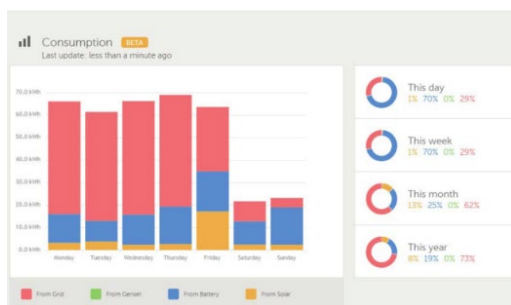 Consumption BETA
Last update: less than a minute ago
70.0 kWh
60.0 kWh
50.0 kWh
40.0 kWh
30.0 kWh
20.0 kWh
10.0 kWh
0.0 kWh
Monday Tuesday Wednesday Thursday Friday Saturday Sunday
From Grid From Genset From Battery From Solar
This day
1% 70% 0% 29%
This week
1% 70% 0% 29%
This month
13% 25% 0% 62%
This year
8% 19% 0% 73%